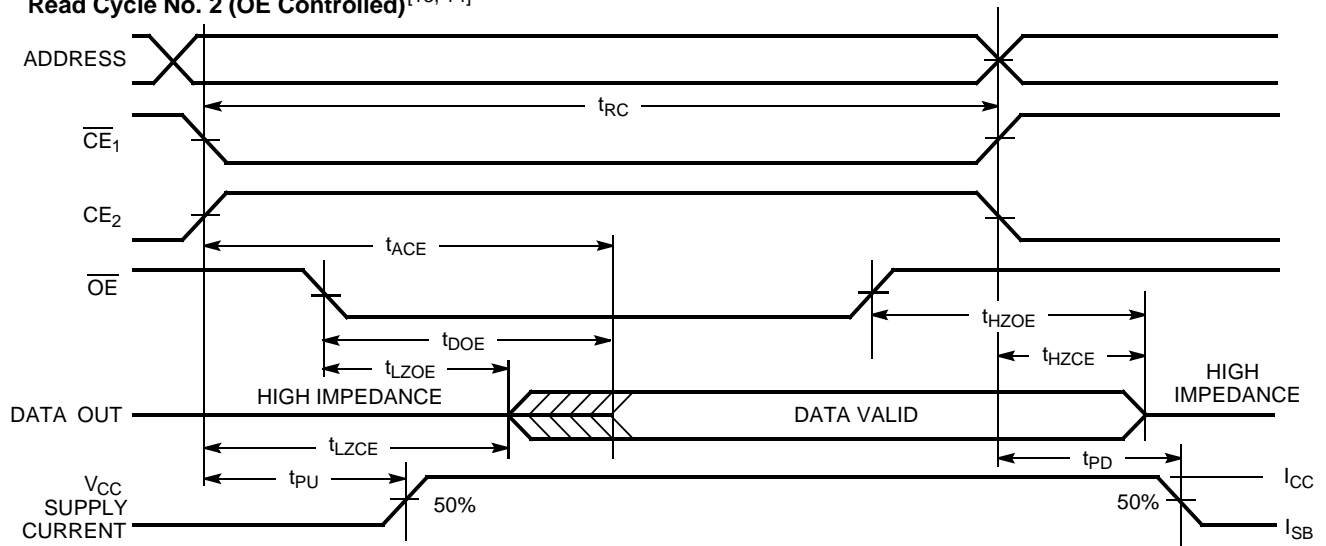 Read Cycle No. 2 (OE Controlled)
ADDRESS
tRC
CE1
CE2
tACE
OE
tHZOE
tDOE
tHZCE
tLZOE
HIGH IMPEDANCE
HIGH IMPEDANCE
DATA OUT
DATA VALID
tLZCE
tPD
tPU
VCC SUPPLY CURRENT
50%
50%
ICC
ISB